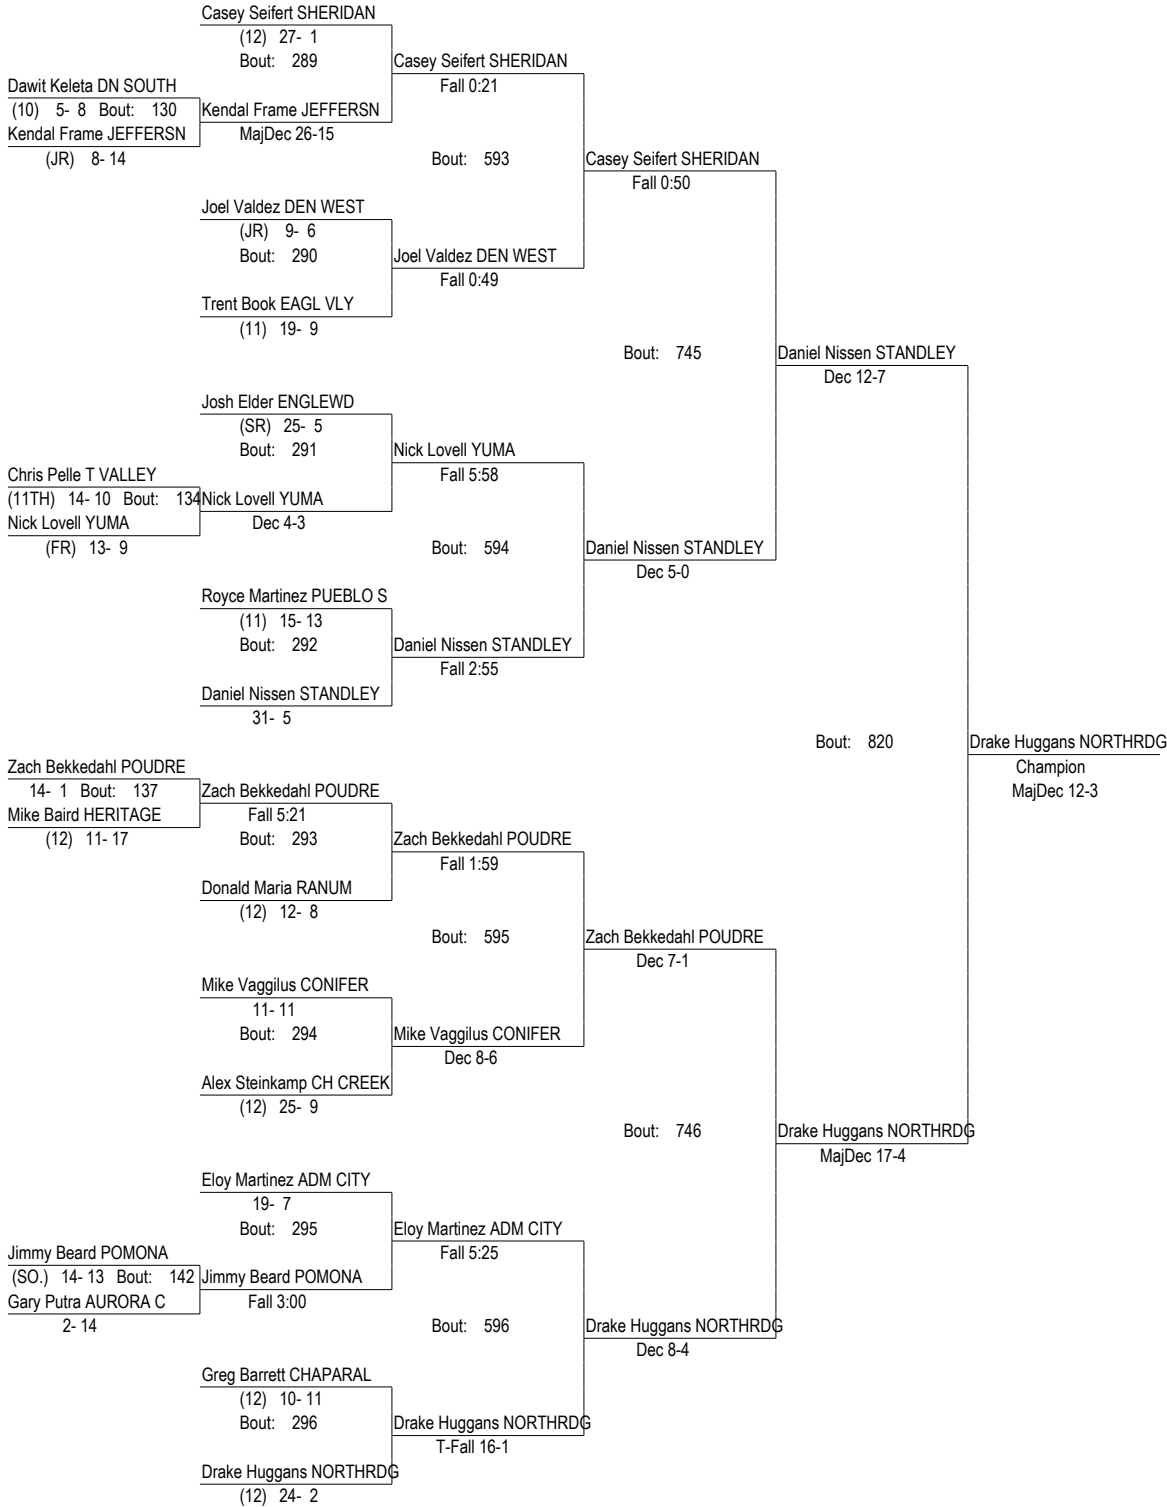 Casey Seifert SHERIDAN
(12) 27- 1
Bout: 289
Casey Seifert SHERIDAN
Fall 0:21
Dawit Keleta DN SOUTH
(10) 5- 8 Bout: 130
Kendal Frame JEFFERSN
Kendal Frame JEFFERSN
MajDec 26-15
(JR) 8- 14
Bout: 593
Casey Seifert SHERIDAN
Fall 0:50
Joel Valdez DEN WEST
(JR) 9- 6
Bout: 290
Joel Valdez DEN WEST
Fall 0:49
Trent Book EAGL VLY
(11) 19- 9
Bout: 745
Daniel Nissen STANDLEY
Dec 12-7
Josh Elder ENGLEWD
(SR) 25- 5
Bout: 291
Nick Lovell YUMA
Fall 5:58
Chris Pelle T VALLEY
(11TH) 14- 10 Bout: 134
Nick Lovell YUMA
Nick Lovell YUMA
Dec 4-3
(FR) 13- 9
Bout: 594
Daniel Nissen STANDLEY
Dec 5-0
Royce Martinez PUEBLO S
(11) 15- 13
Bout: 292
Daniel Nissen STANDLEY
Fall 2:55
Daniel Nissen STANDLEY
31- 5
Bout: 820
Drake Huggans NORTHRDG
Champion
MajDec 12-3
Zach Bekkedahl POUDRE
14- 1 Bout: 137
Zach Bekkedahl POUDRE
Mike Baird HERITAGE
Fall 5:21
(12) 11- 17
Bout: 293
Zach Bekkedahl POUDRE
Fall 1:59
Donald Maria RANUM
(12) 12- 8
Bout: 595
Zach Bekkedahl POUDRE
Dec 7-1
Mike Vaggilus CONIFER
11- 11
Bout: 294
Mike Vaggilus CONIFER
Dec 8-6
Alex Steinkamp CH CREEK
(12) 25- 9
Bout: 746
Drake Huggans NORTHRDG
MajDec 17-4
Eloy Martinez ADM CITY
19- 7
Bout: 295
Eloy Martinez ADM CITY
Fall 5:25
Jimmy Beard POMONA
(SO.) 14- 13 Bout: 142
Jimmy Beard POMONA
Gary Putra AURORA C
Fall 3:00
2- 14
Bout: 596
Drake Huggans NORTHRDG
Dec 8-4
Greg Barrett CHAPARAL
(12) 10- 11
Bout: 296
Drake Huggans NORTHRDG
T-Fall 16-1
Drake Huggans NORTHRDG
(12) 24- 2